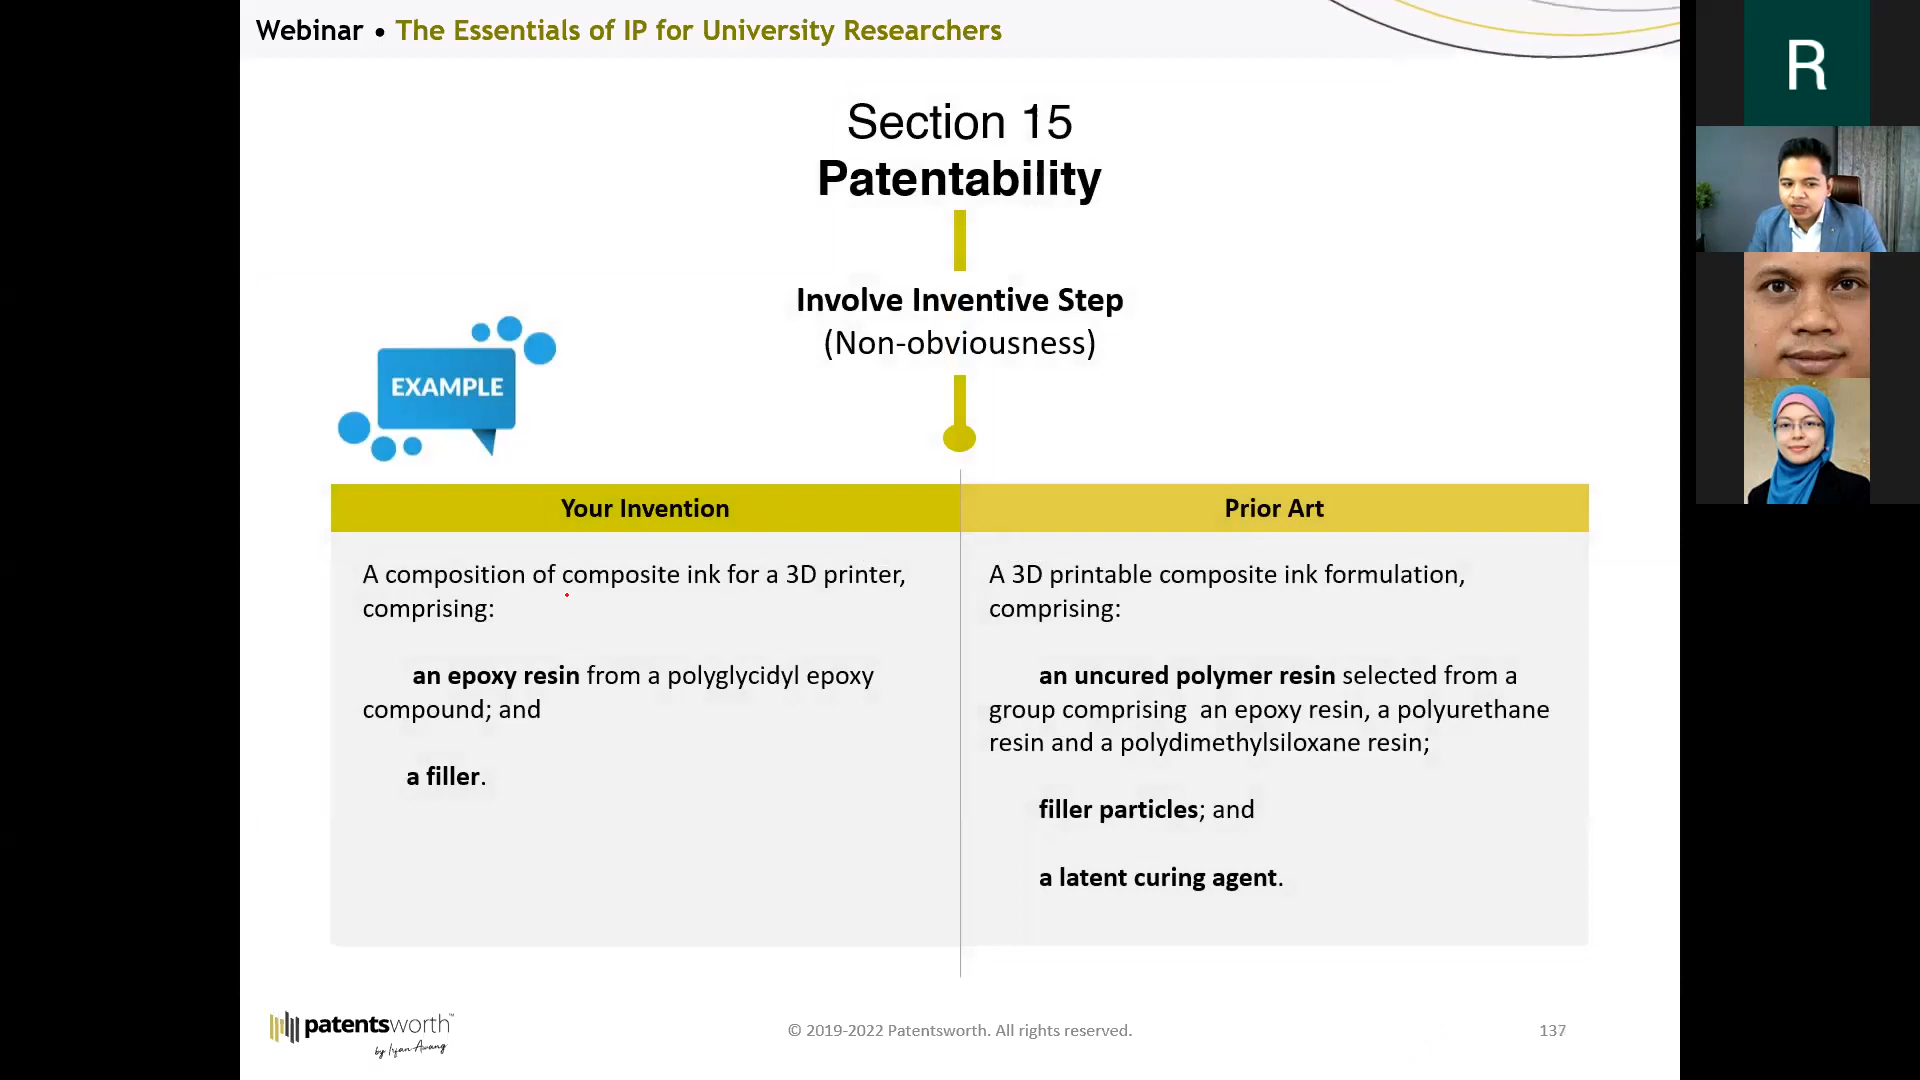 Webinar • The Essentials of IP for University Researchers
R
Section 15
Patentability
Involve Inventive Step
(Non-obviousness)
EXAMPLE
Your Invention
A composition of composite ink for a 3D printer,
comprising:
an epoxy resin from a polyglycidyl epoxy
compound; and
a filler.
Prior Art
A 3D printable composite ink formulation,
comprising:
an uncured polymer resin selected from a
group comprising an epoxy resin, a polyurethane
resin and a polydimethylsiloxane resin;
filler particles; and
a latent curing agent.
patentsworth™
by Irfan Awang
© 2019-2022 Patentsworth. All rights reserved.
137